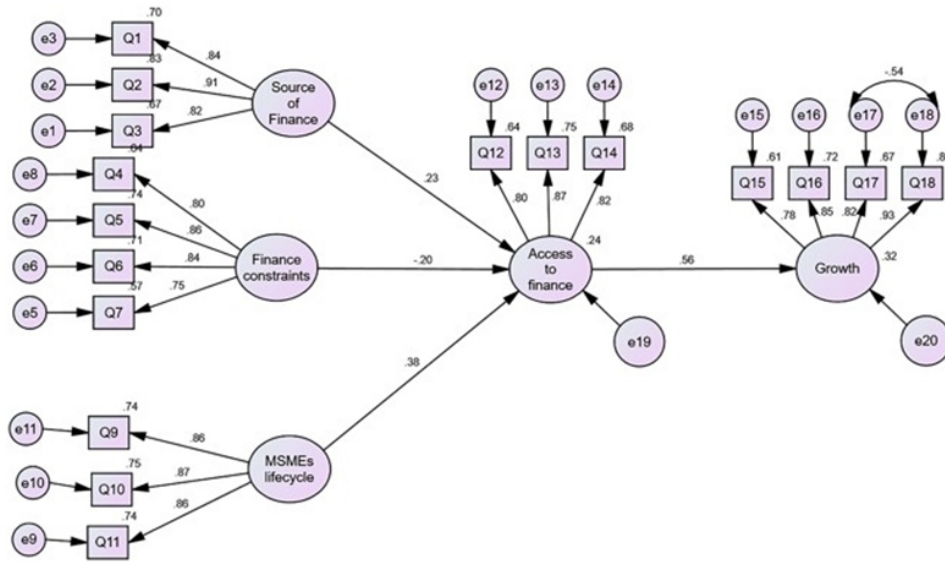 .70
e3
Q1
.84
.83
e2
Q2
.91
.67
e1
Q3
.82
Source
of
Finance
.64
e8
Q4
.80
.74
e7
Q5
.86
.71
e6
Q6
.84
.57
e5
Q7
.75
Finance
constraints
.74
e11
Q9
.86
.75
e10
Q10
.87
.74
e9
Q11
.86
MSMEs
lifecycle
.23
-.20
.38
e12
e13
e14
.64
.75
.68
Q12
Q13
Q14
.80
.87
.82
.24
Access
to
finance
e19
.56
-.54
e15
e16
e17
e18
.61
.72
.67
Q15
Q16
Q17
Q18
.78
.85
.82
.93
.32
Growth
e20